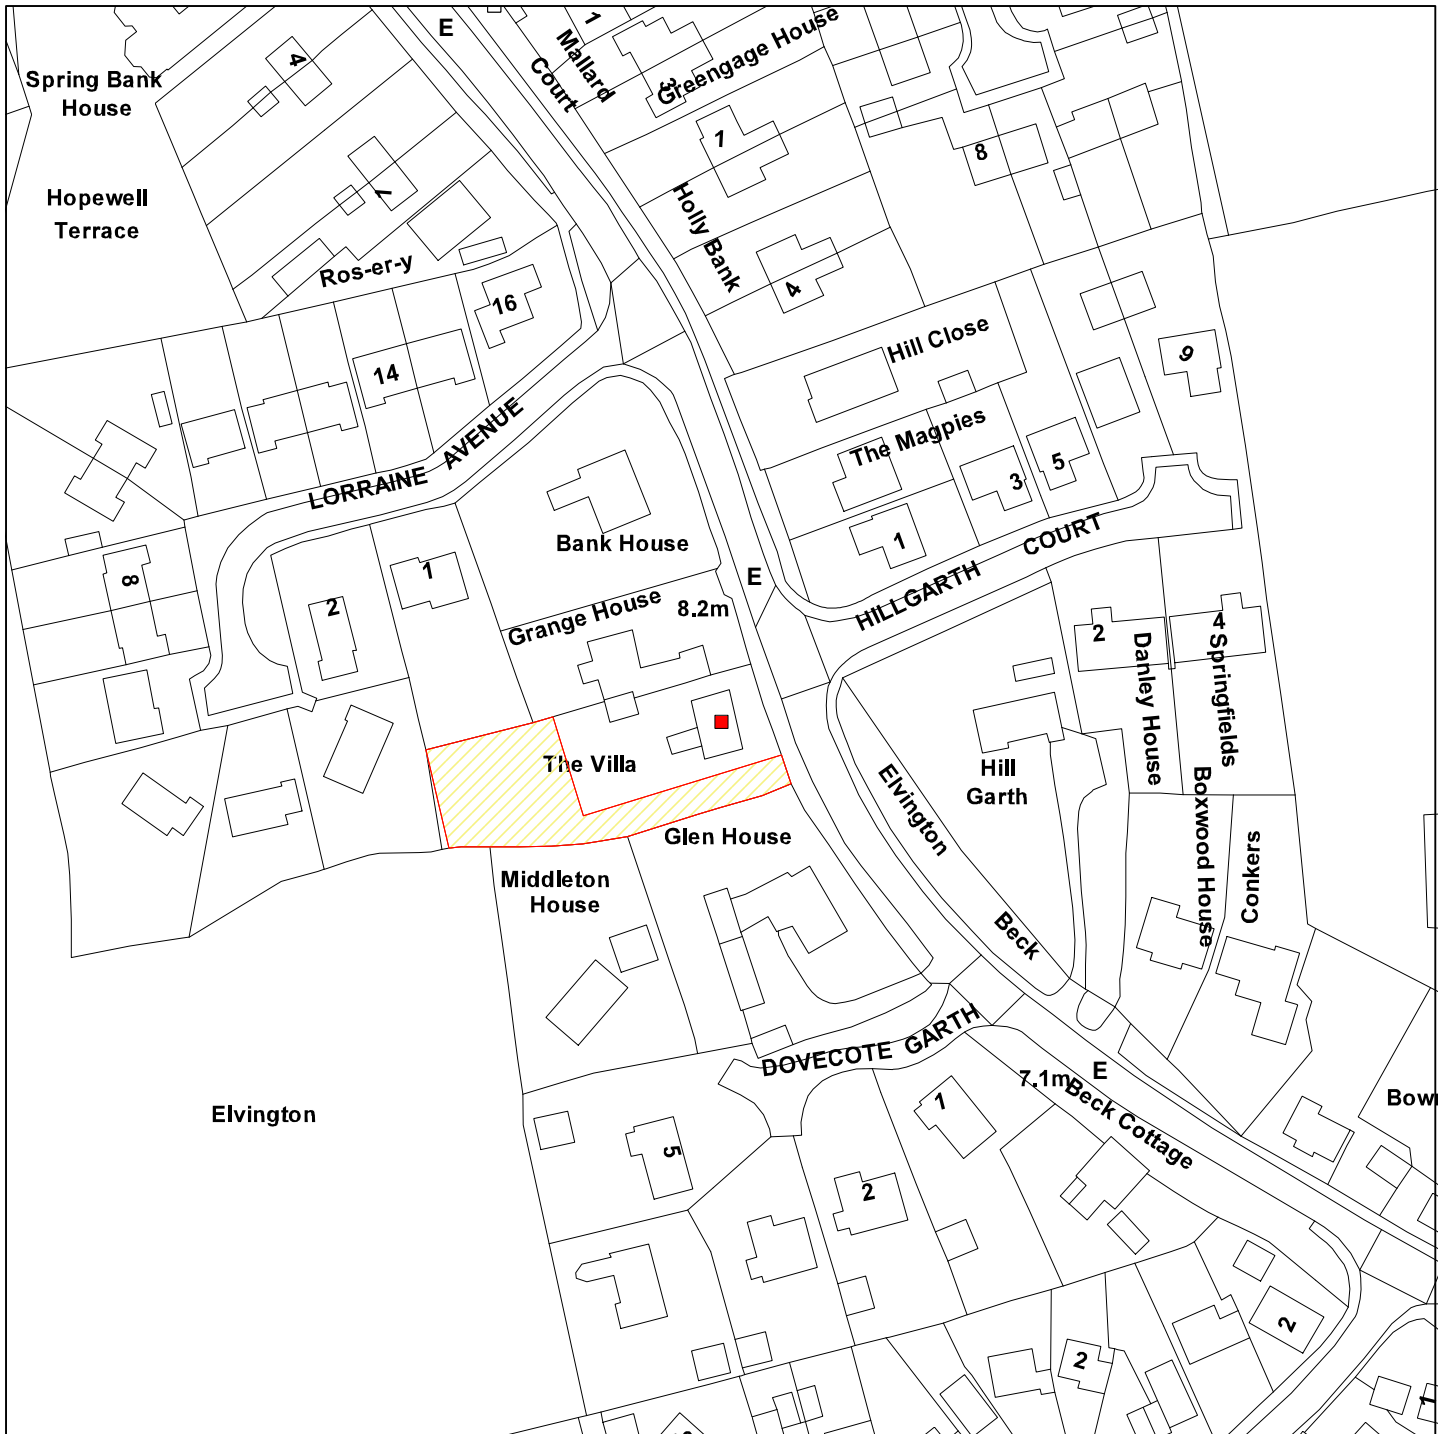 E
1
Mallard
Court
3
Greengage House
4
Spring Bank
House
1
8
7
Hopewell
Terrace
Holly Bank
Ros-er-y
4
16
Hill Close
9
14
LORRAINE AVENUE
The Magpies
5
3
1
HILLGARTH COURT
Bank House
E
1
8
2
Grange House
8.2m
2
4
Danley House
Springfields
The Villa
Hill
Garth
Elvington
Beck
Boxwood House
Conkers
Glen House
Middleton
House
DOVECOTE GARTH
7.1m
E
Beck Cottage
1
Elvington
5
2
2
2
1